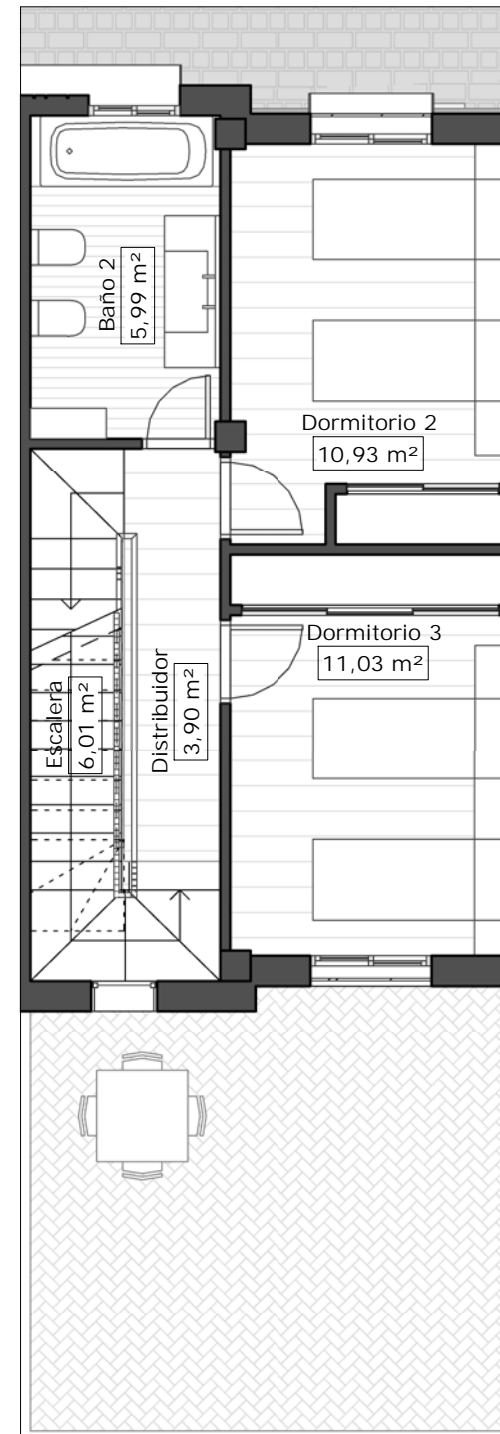 Baño 2
5,99 m²
Dormitorio 2
10,93 m²
Dormitorio 3
11,03 m²
Escalera
6,01 m²
Distribuidor
3,90 m²